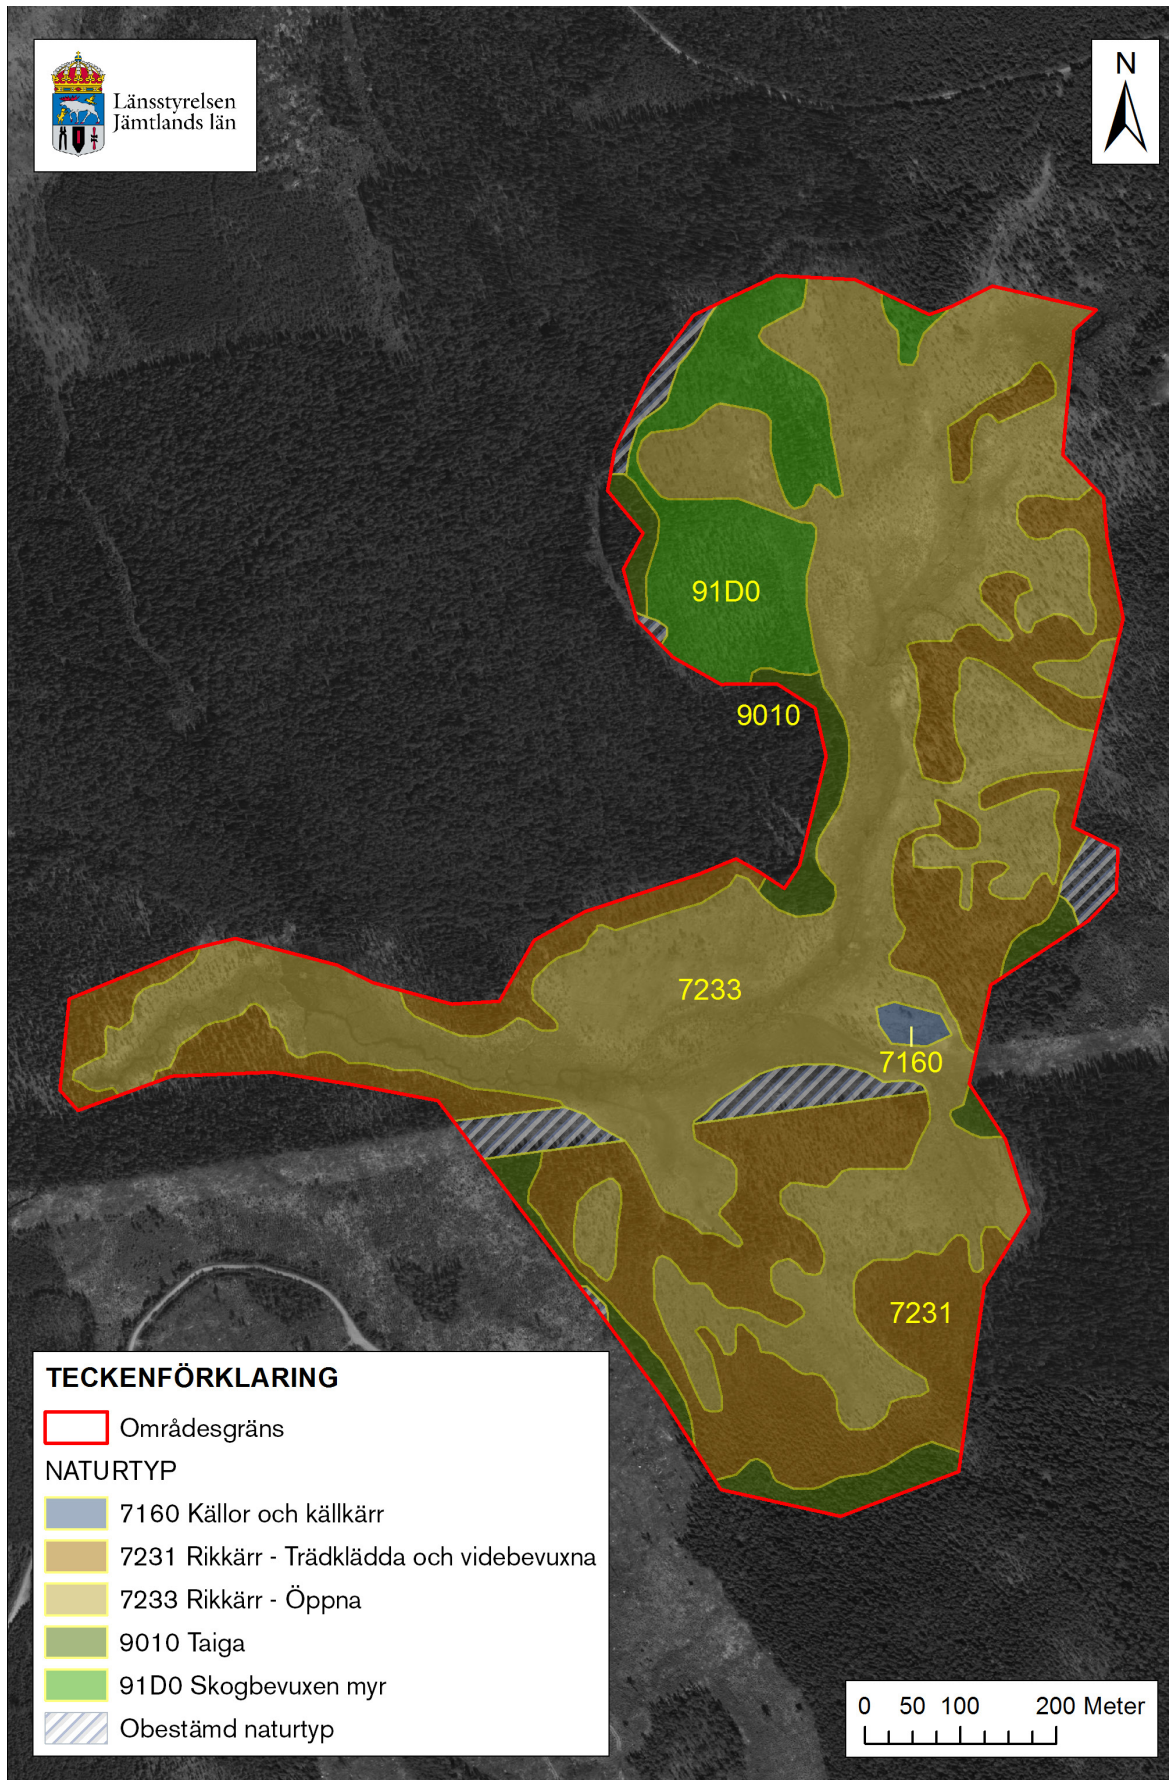 Länsstyrelsen
Jämtlands län
N
91D0
9010
7233
7160
7231
TECKENFÖRKLARING
Områdesgräns
NATURTYP
7160 Källor och källkärr
7231 Rikkärr - Trädklädda och videbevuxna
7233 Rikkärr - Öppna
9010 Taiga
91D0 Skogbevuxen myr
Obestämd naturtyp
0 50 100 200 Meter